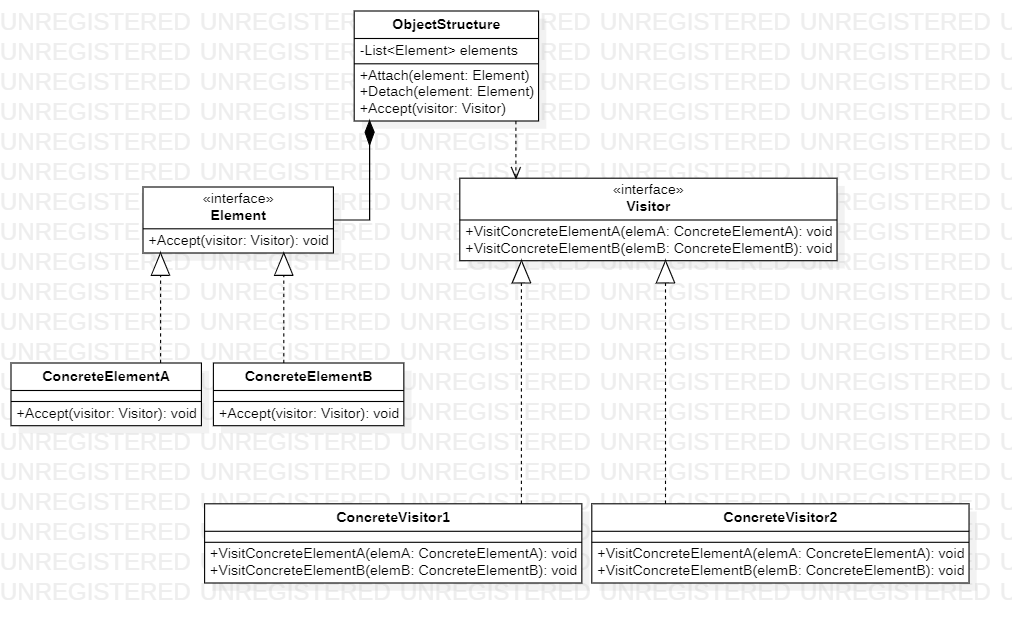 ObjectStructure
-List<Element> elements
+Attach(element: Element)
+Detach(element: Element)
+Accept(visitor: Visitor)
«interface»
Element
+Accept(visitor: Visitor): void
«interface»
Visitor
+VisitConcreteElementA(elemA: ConcreteElementA): void
+VisitConcreteElementB(elemB: ConcreteElementB): void
ConcreteElementA
+Accept(visitor: Visitor): void
ConcreteElementB
+Accept(visitor: Visitor): void
ConcreteVisitor1
+VisitConcreteElementA(elemA: ConcreteElementA): void
+VisitConcreteElementB(elemB: ConcreteElementB): void
ConcreteVisitor2
+VisitConcreteElementA(elemA: ConcreteElementA): void
+VisitConcreteElementB(elemB: ConcreteElementB): void
UNREGISTERED